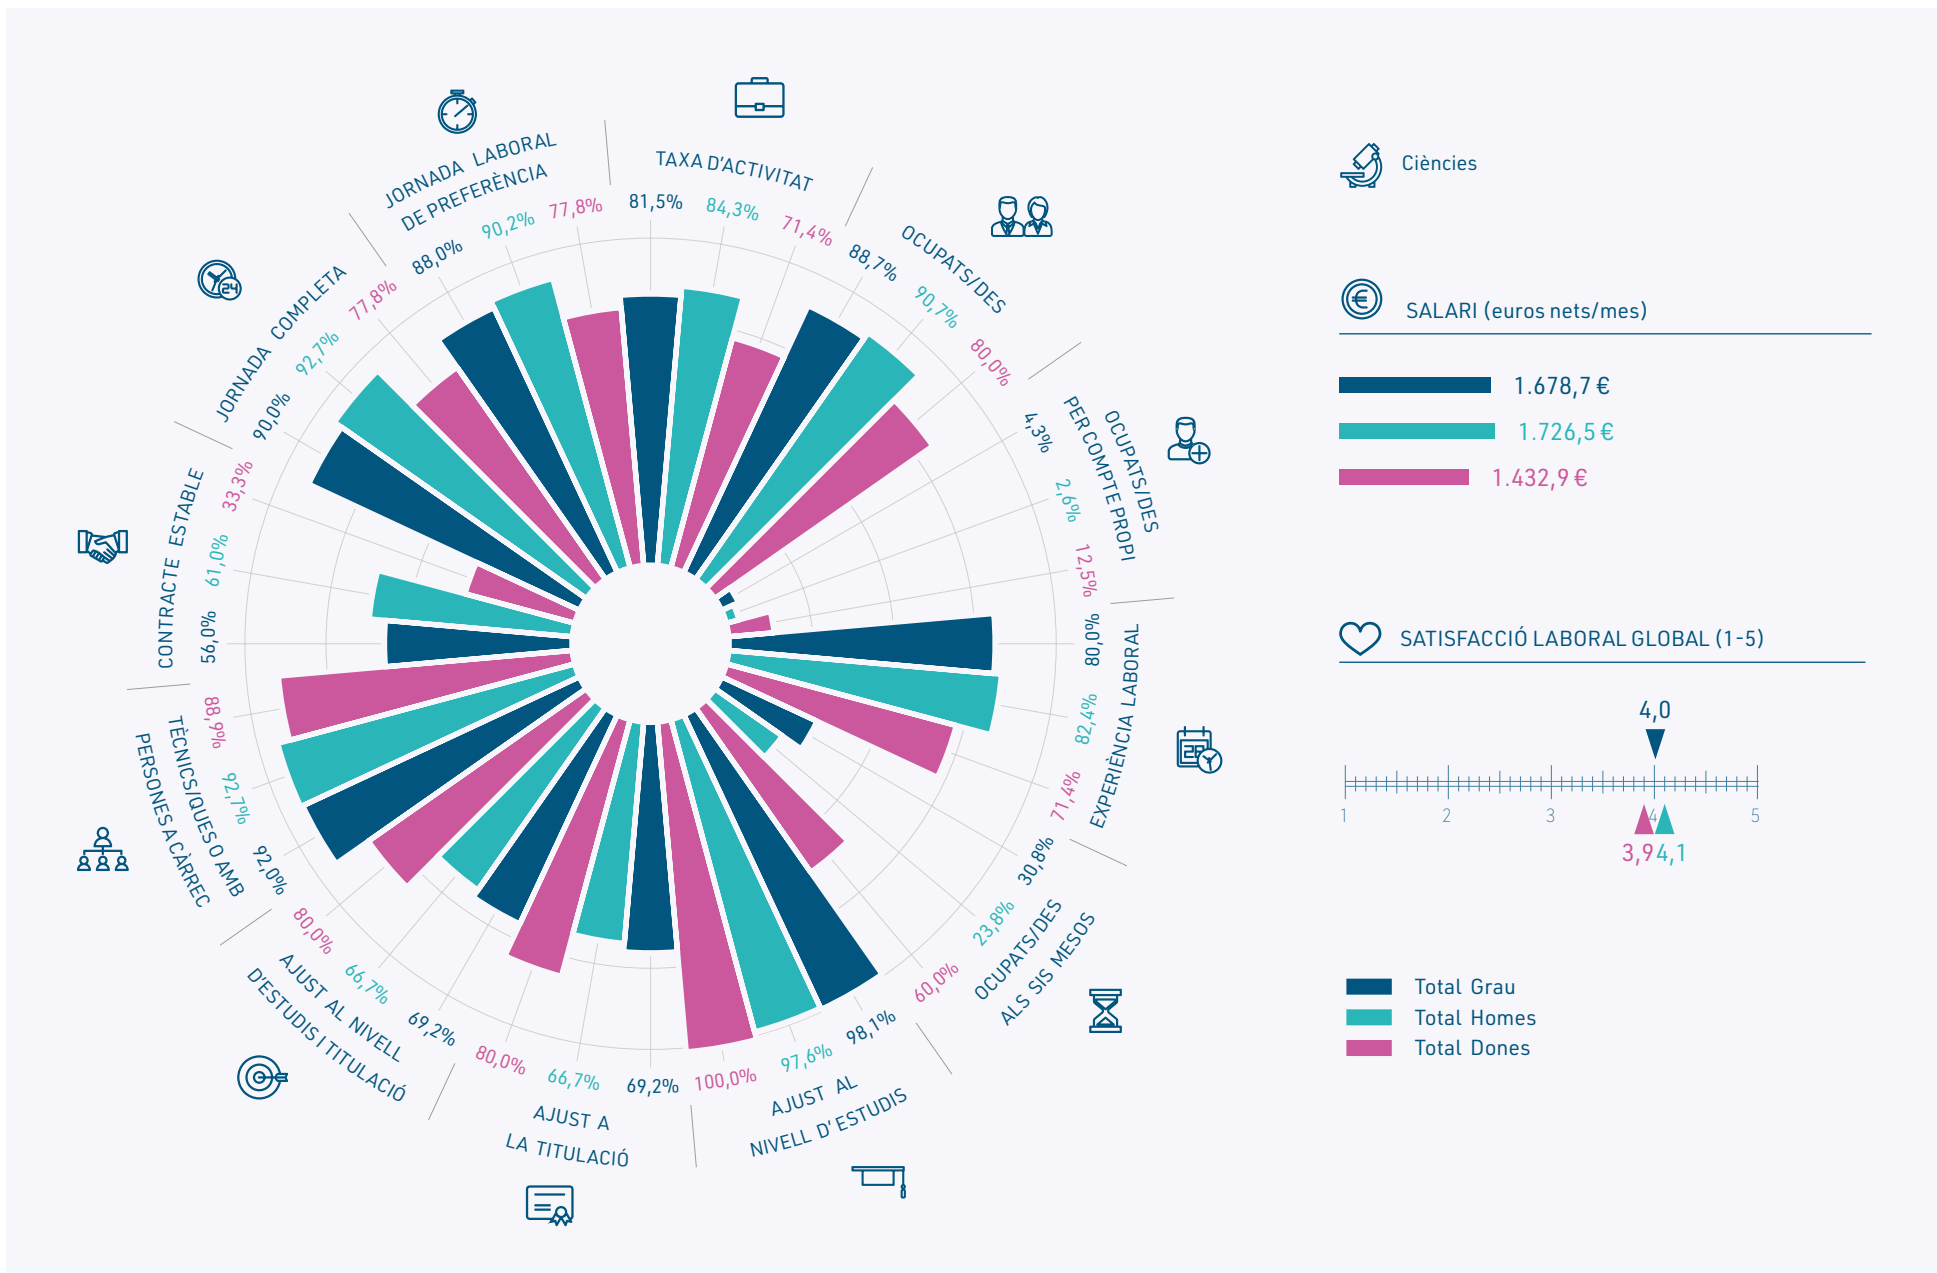 TAXA D'ACTIVITAT
81,5%
84,3%
71,4%
OCUPATS/DES
88,7%
90,7%
80,0%
OCUPATS/DES
PER COMPTE PROPI
4,3%
2,6%
12,5%
EXPERIÈNCIA LABORAL
80,0%
82,4%
71,4%
OCUPATS/DES
ALS SIS MESOS
30,8%
23,8%
60,0%
AJUST AL
NIVELL D' ESTUDIS
98,1%
97,6%
100,0%
AJUST A
LA TITULACIÓ
69,2%
66,7%
80,0%
AJUST AL NIVELL
D'ESTUDIS I TITULACIÓ
69,2%
66,7%
80,0%
TÈCNICS/QUES O AMB
PERSONES A CÀRREC
92,0%
92,7%
88,9%
CONTRACTE ESTABLE
56,0%
61,0%
33,3%
JORNADA COMPLETA
90,0%
92,7%
77,8%
JORNADA LABORAL
DE PREFERÈNCIA
88,0%
90,2%
77,8%
24
28
Ciències
SALARI (euros nets/mes)
1.678,7 €
1.726,5 €
1.432,9 €
SATISFACCIÓ LABORAL GLOBAL (1-5)
4,0
1 2 3 4 5
3,9 4,1
Total Grau
Total Homes
Total Dones